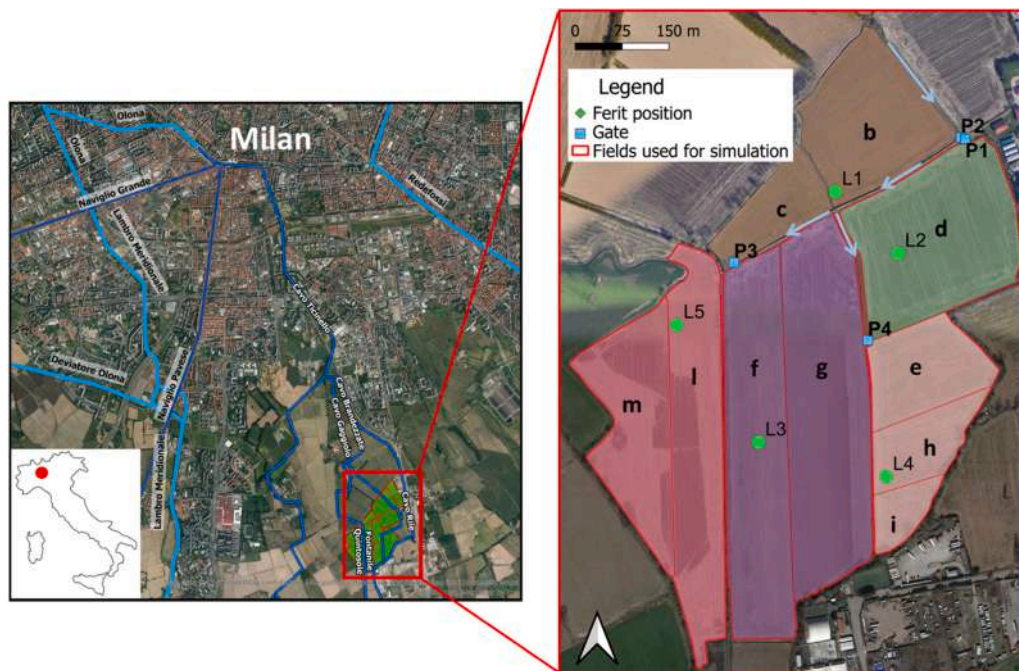 Milan
Olona
Olona
Naviglio Grande
Lambro Meridionale
Redefossi
Cavo Ticinello
Deviatore Olona
Naviglio Pavese
Lambro Meridionale
Cavo Brandezzate
Cavo Gaggiolo
Cavo Rile
Fontanile
Quintosole
0 75 150 m
Legend
Ferit position
Gate
Fields used for simulation
b
P2
P1
L1
c
d
L2
P3
L5
P4
e
l
f
g
m
L3
h
L4
i